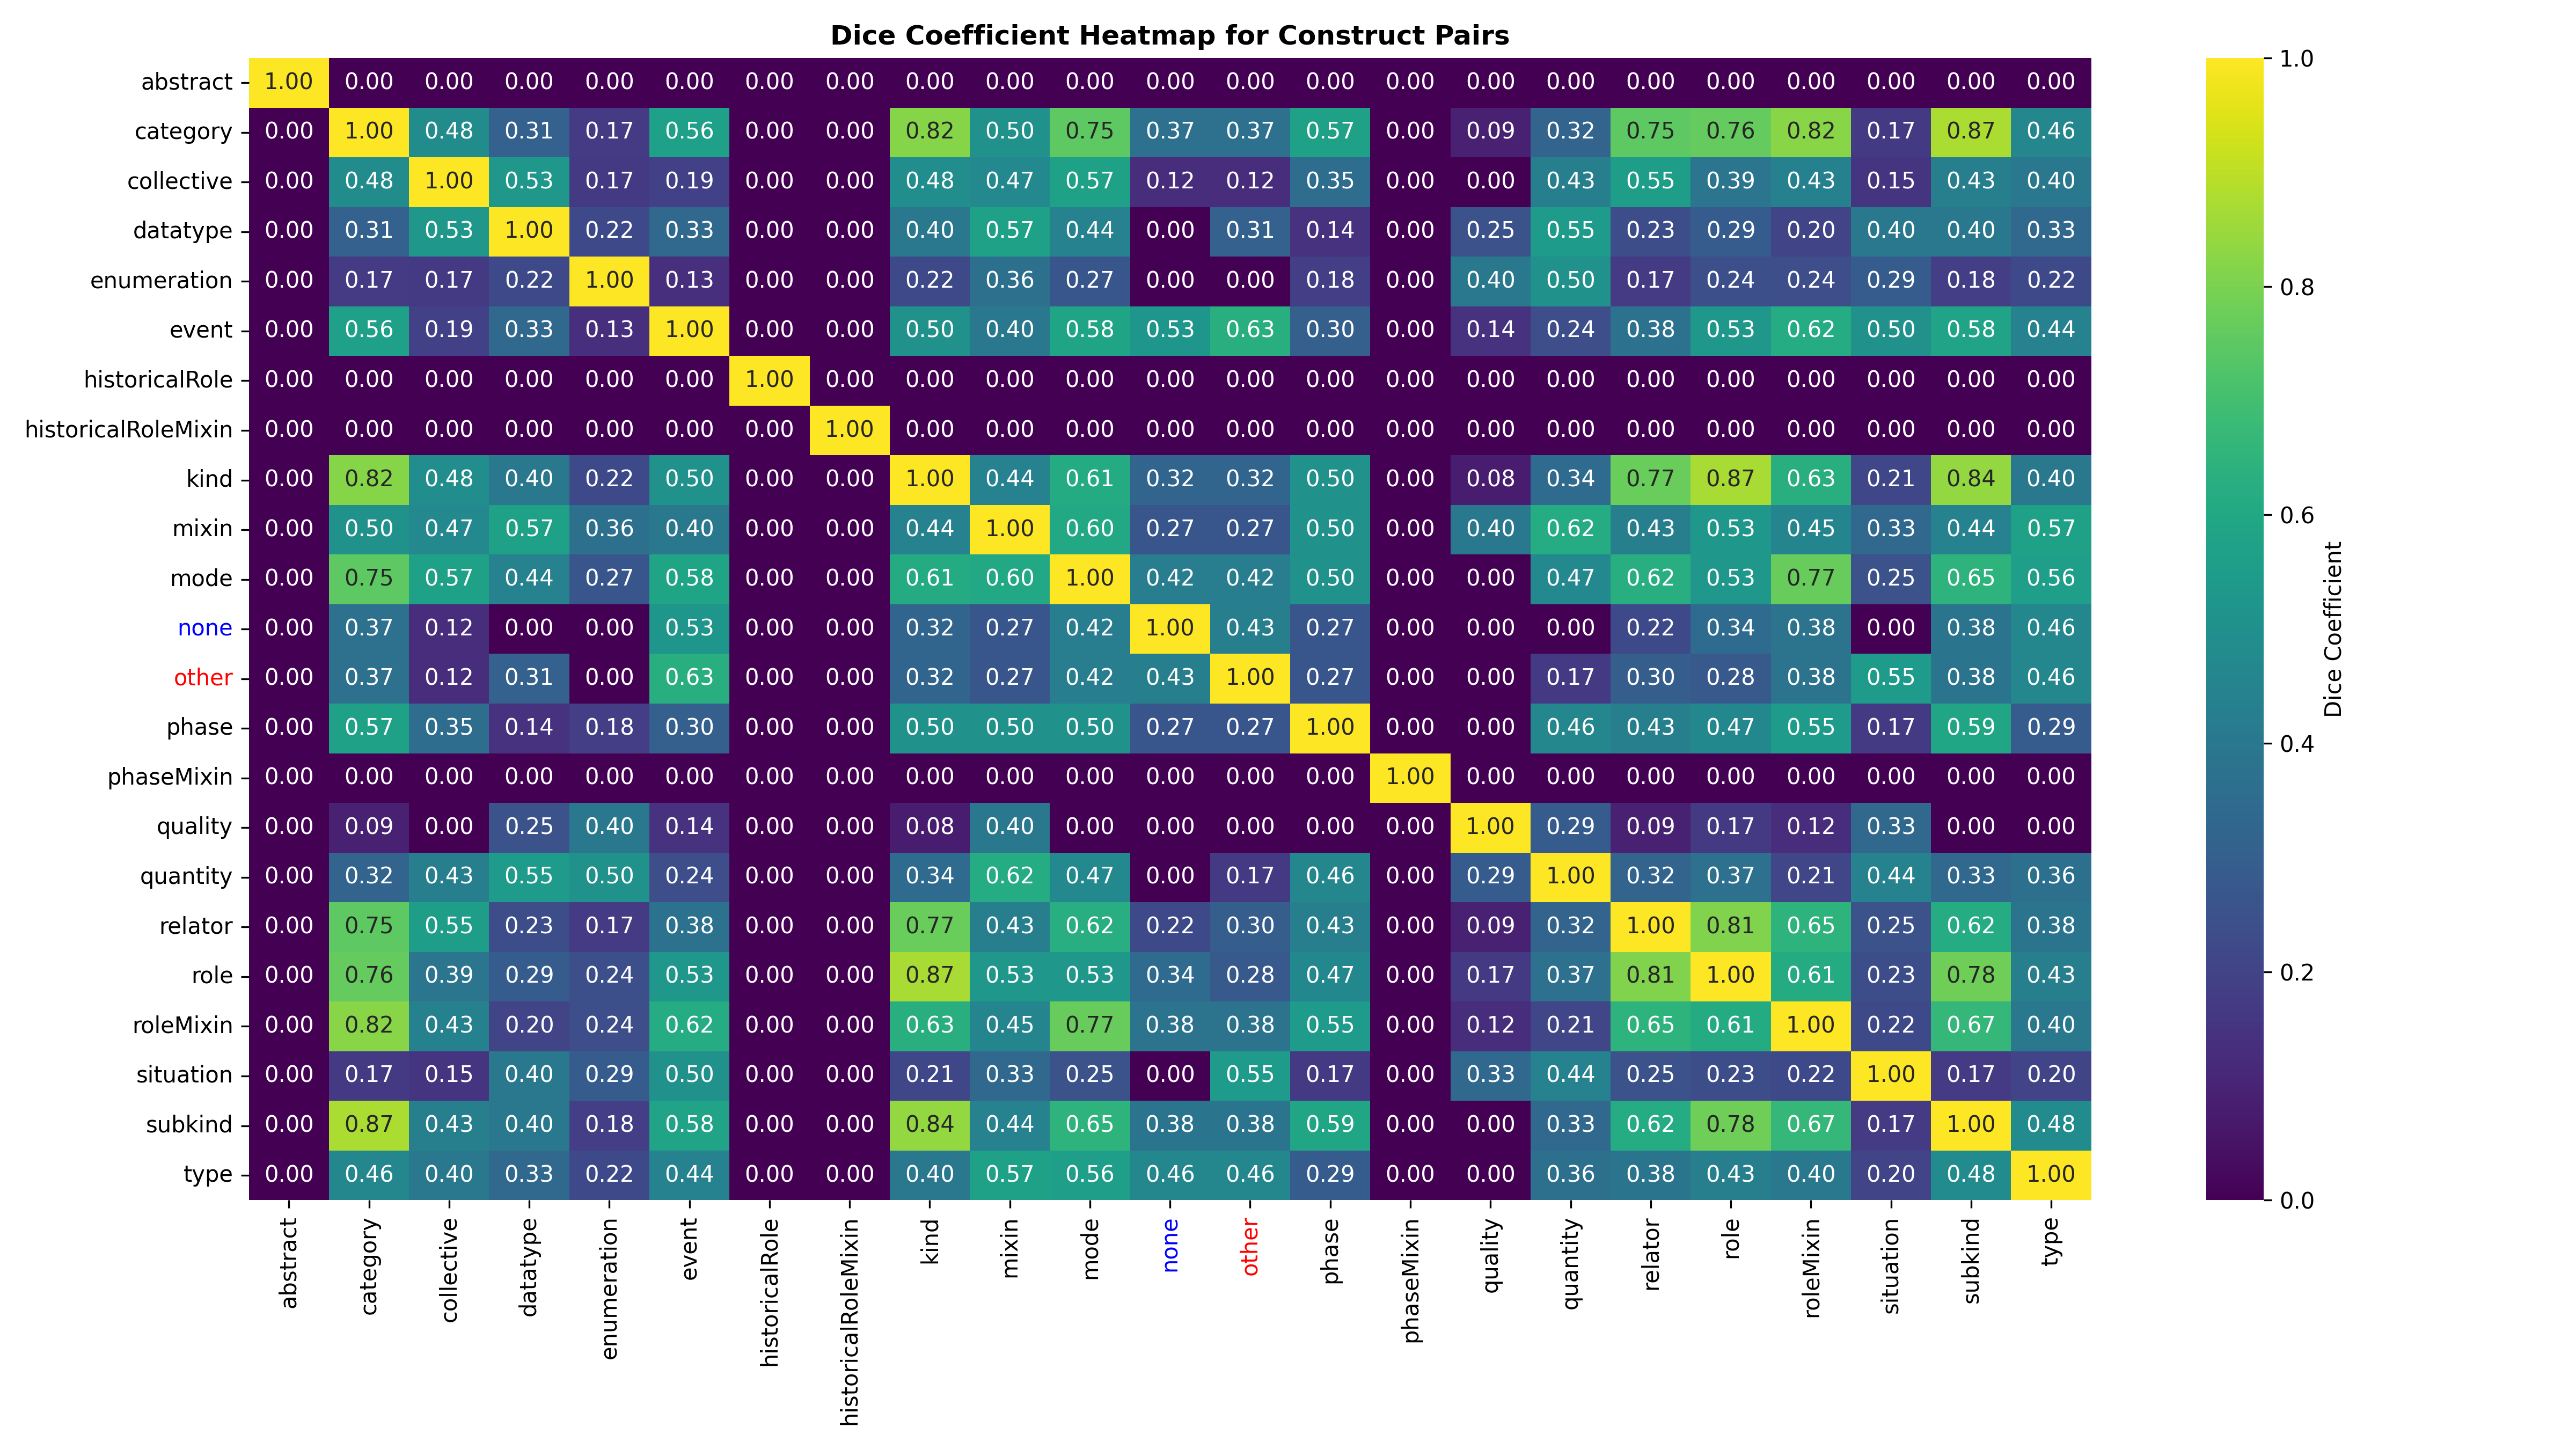 Dice Coefficient Heatmap for Construct Pairs
abstract 1.00 0.00 0.00 0.00 0.00 0.00 0.00 0.00 0.00 0.00 0.00 0.00 0.00 0.00 0.00 0.00 0.00 0.00 0.00 0.00 0.00 0.00 0.00
category 0.00 1.00 0.48 0.31 0.17 0.56 0.00 0.00 0.82 0.50 0.75 0.37 0.37 0.57 0.00 0.09 0.32 0.75 0.76 0.82 0.17 0.87 0.46
collective 0.00 0.48 1.00 0.53 0.17 0.19 0.00 0.00 0.48 0.47 0.57 0.12 0.12 0.35 0.00 0.00 0.43 0.55 0.39 0.43 0.15 0.43 0.40
datatype 0.00 0.31 0.53 1.00 0.22 0.33 0.00 0.00 0.40 0.57 0.44 0.00 0.31 0.14 0.00 0.25 0.55 0.23 0.29 0.20 0.40 0.40 0.33
enumeration 0.00 0.17 0.17 0.22 1.00 0.13 0.00 0.00 0.22 0.36 0.27 0.00 0.00 0.18 0.00 0.40 0.50 0.17 0.24 0.24 0.29 0.18 0.22
event 0.00 0.56 0.19 0.33 0.13 1.00 0.00 0.00 0.50 0.40 0.58 0.53 0.63 0.30 0.00 0.14 0.24 0.38 0.53 0.62 0.50 0.58 0.44
historicalRole 0.00 0.00 0.00 0.00 0.00 0.00 1.00 0.00 0.00 0.00 0.00 0.00 0.00 0.00 0.00 0.00 0.00 0.00 0.00 0.00 0.00 0.00 0.00
historicalRoleMixin 0.00 0.00 0.00 0.00 0.00 0.00 0.00 1.00 0.00 0.00 0.00 0.00 0.00 0.00 0.00 0.00 0.00 0.00 0.00 0.00 0.00 0.00 0.00
kind 0.00 0.82 0.48 0.40 0.22 0.50 0.00 0.00 1.00 0.44 0.61 0.32 0.32 0.50 0.00 0.08 0.34 0.77 0.87 0.63 0.21 0.84 0.40
mixin 0.00 0.50 0.47 0.57 0.36 0.40 0.00 0.00 0.44 1.00 0.60 0.27 0.27 0.50 0.00 0.40 0.62 0.43 0.53 0.45 0.33 0.44 0.57
mode 0.00 0.75 0.57 0.44 0.27 0.58 0.00 0.00 0.61 0.60 1.00 0.42 0.42 0.50 0.00 0.00 0.47 0.62 0.53 0.77 0.25 0.65 0.56
none 0.00 0.37 0.12 0.00 0.00 0.53 0.00 0.00 0.32 0.27 0.42 1.00 0.43 0.27 0.00 0.00 0.00 0.22 0.34 0.38 0.00 0.38 0.46
other 0.00 0.37 0.12 0.31 0.00 0.63 0.00 0.00 0.32 0.27 0.42 0.43 1.00 0.27 0.00 0.00 0.17 0.30 0.28 0.38 0.55 0.38 0.46
phase 0.00 0.57 0.35 0.14 0.18 0.30 0.00 0.00 0.50 0.50 0.50 0.27 0.27 1.00 0.00 0.00 0.46 0.43 0.47 0.55 0.17 0.59 0.29
phaseMixin 0.00 0.00 0.00 0.00 0.00 0.00 0.00 0.00 0.00 0.00 0.00 0.00 0.00 0.00 1.00 0.00 0.00 0.00 0.00 0.00 0.00 0.00 0.00
quality 0.00 0.09 0.00 0.25 0.40 0.14 0.00 0.00 0.08 0.40 0.00 0.00 0.00 0.00 0.00 1.00 0.29 0.09 0.17 0.12 0.33 0.00 0.00
quantity 0.00 0.32 0.43 0.55 0.50 0.24 0.00 0.00 0.34 0.62 0.47 0.00 0.17 0.46 0.00 0.29 1.00 0.32 0.37 0.21 0.44 0.33 0.36
relator 0.00 0.75 0.55 0.23 0.17 0.38 0.00 0.00 0.77 0.43 0.62 0.22 0.30 0.43 0.00 0.09 0.32 1.00 0.81 0.65 0.25 0.62 0.38
role 0.00 0.76 0.39 0.29 0.24 0.53 0.00 0.00 0.87 0.53 0.53 0.34 0.28 0.47 0.00 0.17 0.37 0.81 1.00 0.61 0.23 0.78 0.43
roleMixin 0.00 0.82 0.43 0.20 0.24 0.62 0.00 0.00 0.63 0.45 0.77 0.38 0.38 0.55 0.00 0.12 0.21 0.65 0.61 1.00 0.22 0.67 0.40
situation 0.00 0.17 0.15 0.40 0.29 0.50 0.00 0.00 0.21 0.33 0.25 0.00 0.55 0.17 0.00 0.33 0.44 0.25 0.23 0.22 1.00 0.17 0.20
subkind 0.00 0.87 0.43 0.40 0.18 0.58 0.00 0.00 0.84 0.44 0.65 0.38 0.38 0.59 0.00 0.00 0.33 0.62 0.78 0.67 0.17 1.00 0.48
type 0.00 0.46 0.40 0.33 0.22 0.44 0.00 0.00 0.40 0.57 0.56 0.46 0.46 0.29 0.00 0.00 0.36 0.38 0.43 0.40 0.20 0.48 1.00
abstract
category
collective
datatype
enumeration
event
historicalRole
historicalRoleMixin
kind
mixin
mode
none
other
phase
phaseMixin
quality
quantity
relator
role
roleMixin
situation
subkind
type
1.0
0.8
0.6
0.4
0.2
0.0
Dice Coefficient